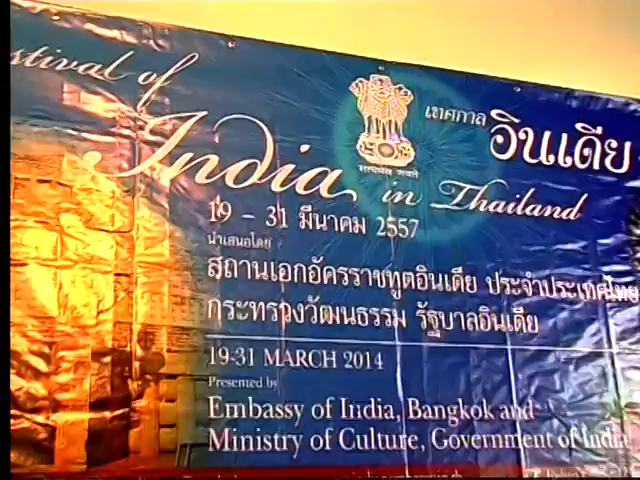 stival of
India in Thailand
เทศกาล อินเดีย
19 - 31 มีนาคม 2557
นำเสนอโดย
สถานเอกอัครราชทูตอินเดีย ประจำประเทศไทย
กระทรวงวัฒนธรรม รัฐบาลอินเดีย
19-31 MARCH 2014
Presented by
Embassy of India, Bangkok and
Ministry of Culture, Government of India